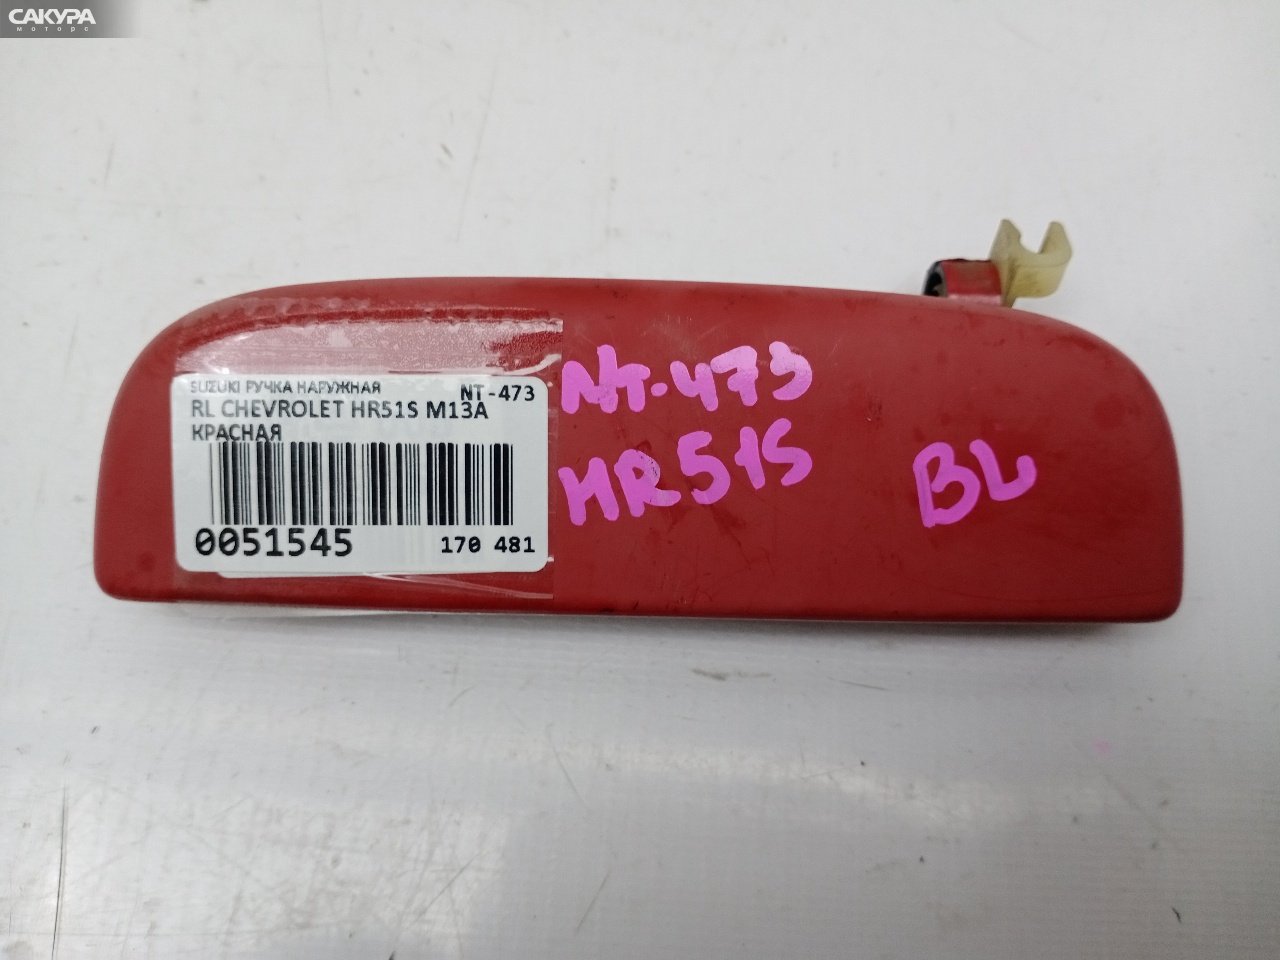 САКУРА
моторс
SUZUKI РУЧКА НАРУЖНАЯ NT-473
RL CHEVROLET HR51S M13A
КРАСНАЯ
0051545 170 481
NT-473
HR51S
BL